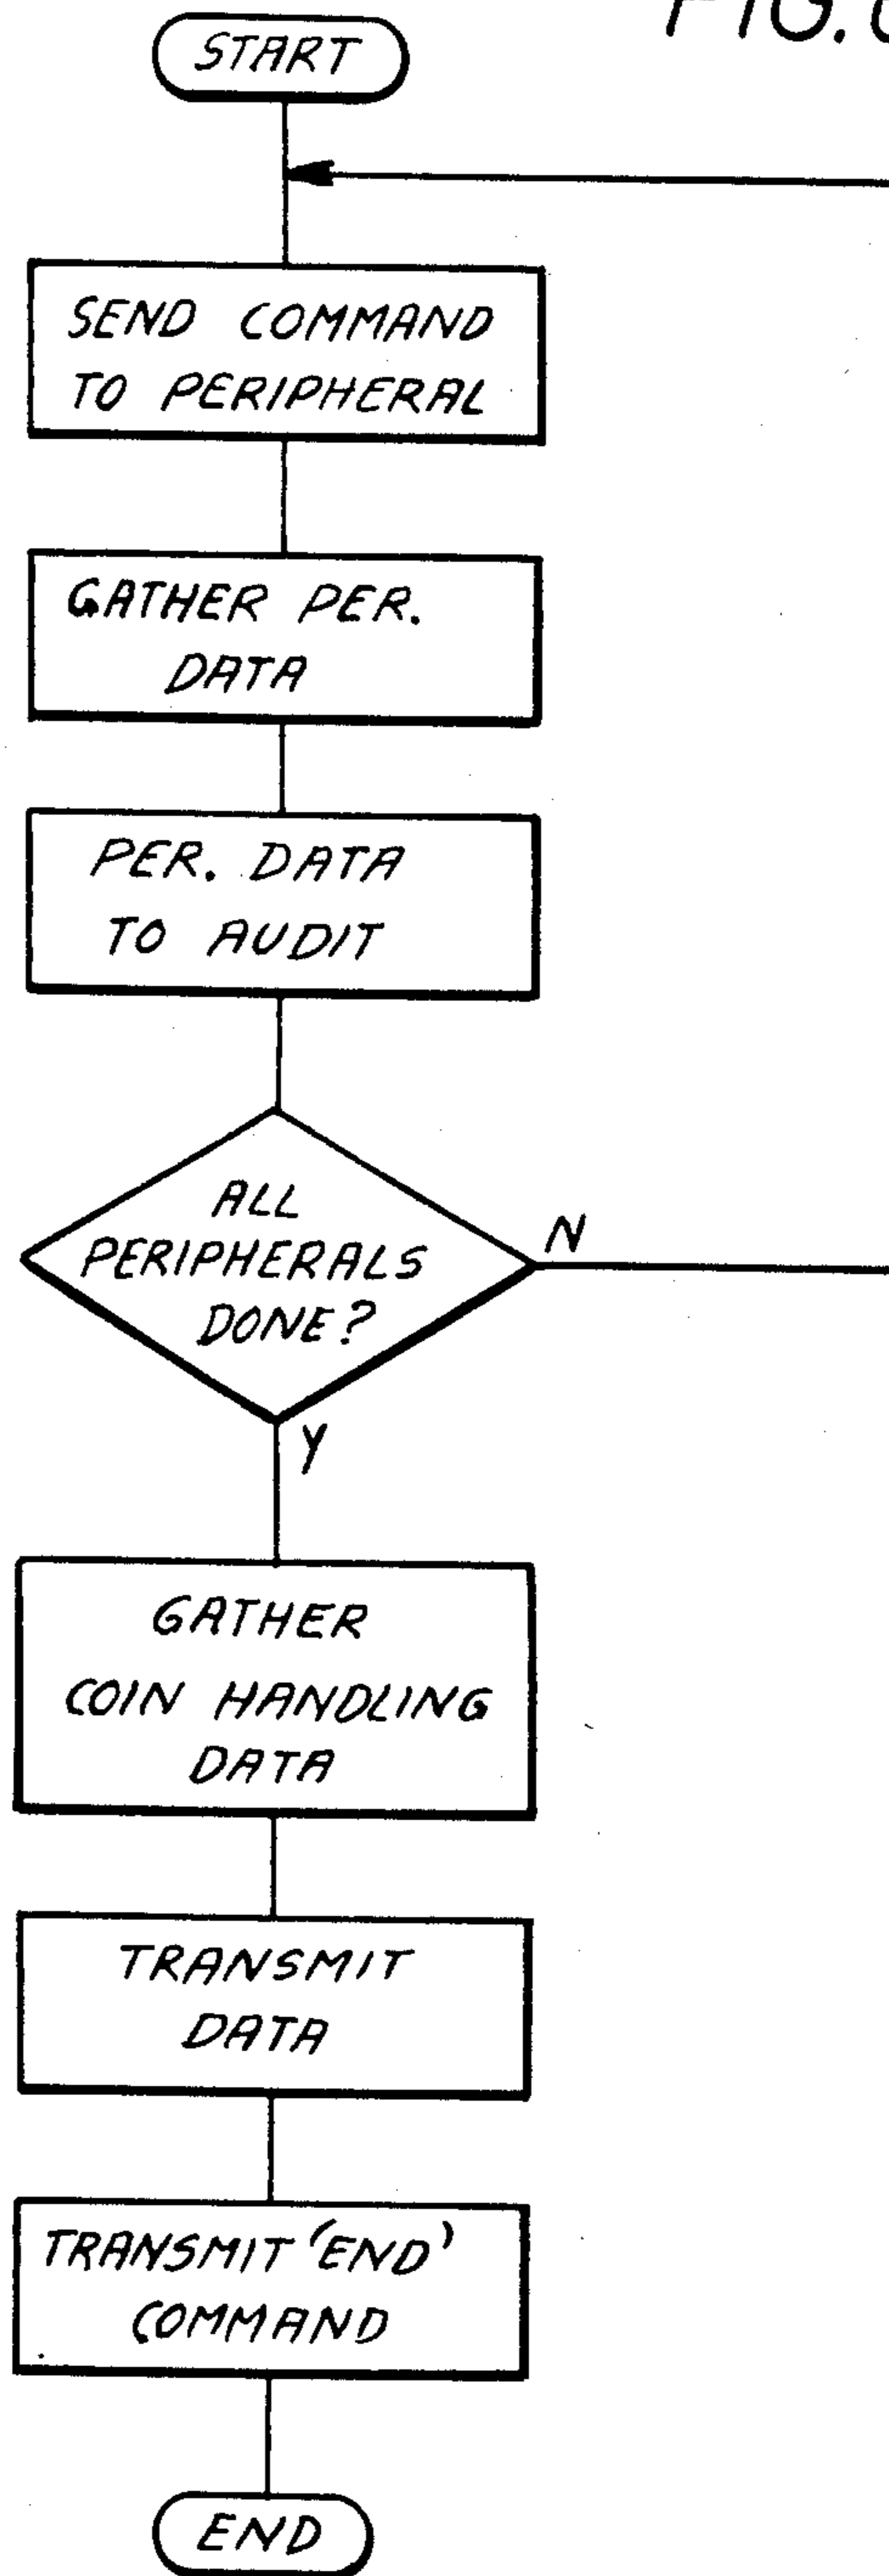 FIG.
START
SEND COMMAND
TO PERIPHERAL
GATHER PER.
DATA
PER. DATA
TO AUDIT
ALL
PERIPHERALS
DONE?
N
Y
GATHER
COIN HANDLING
DATA
TRANSMIT
DATA
TRANSMIT 'END'
COMMAND
END